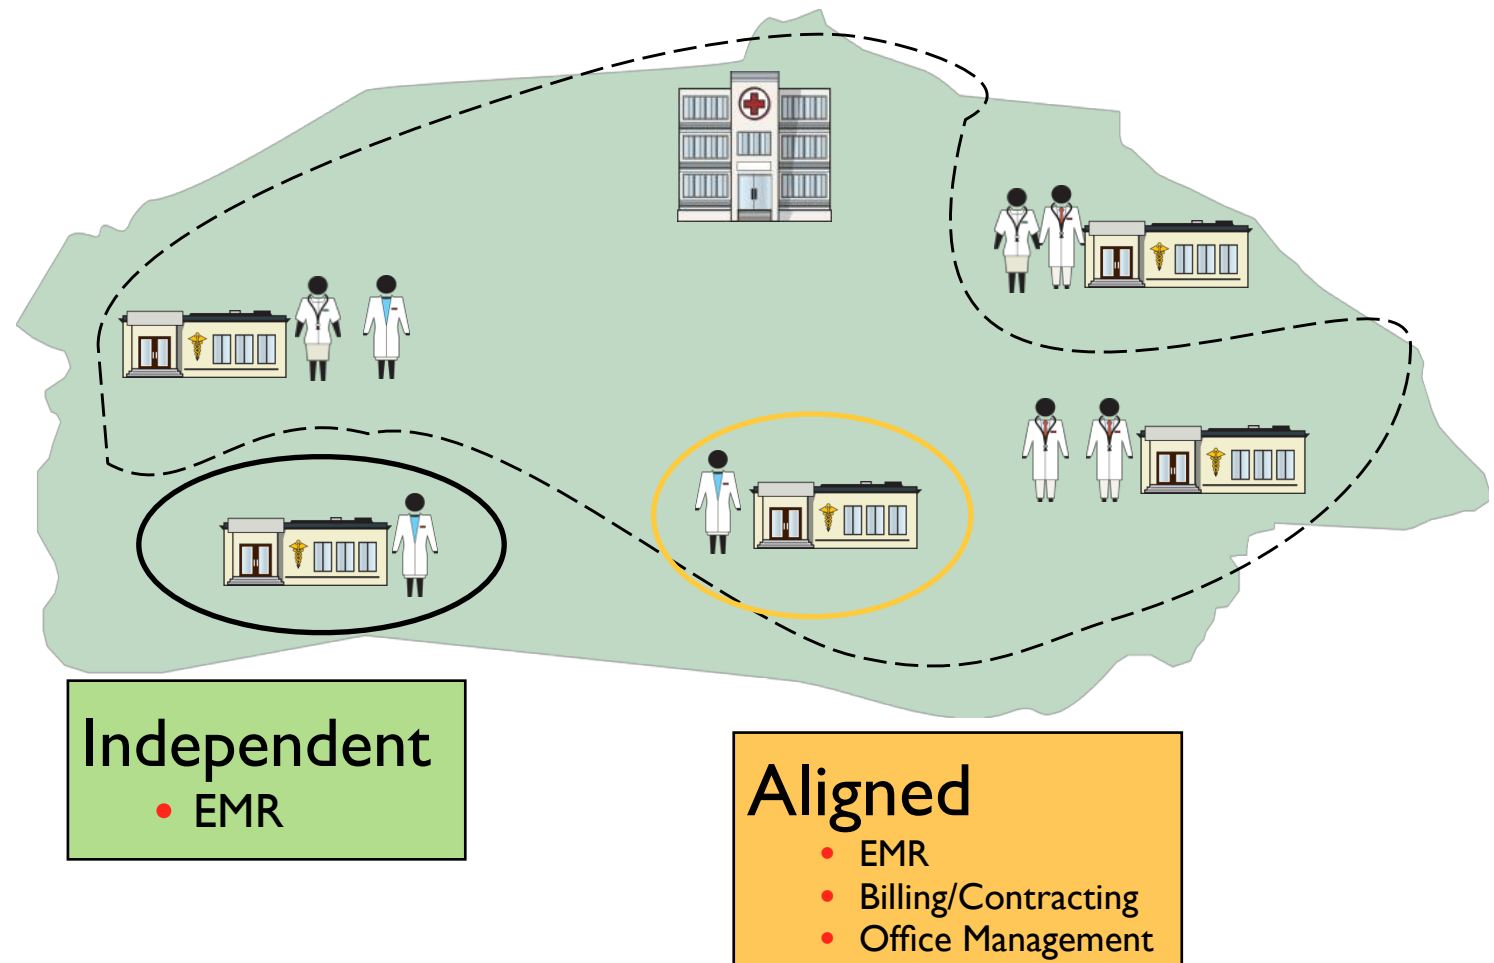 Independent
• EMR
Aligned
• EMR
• Billing/Contracting
• Office Management